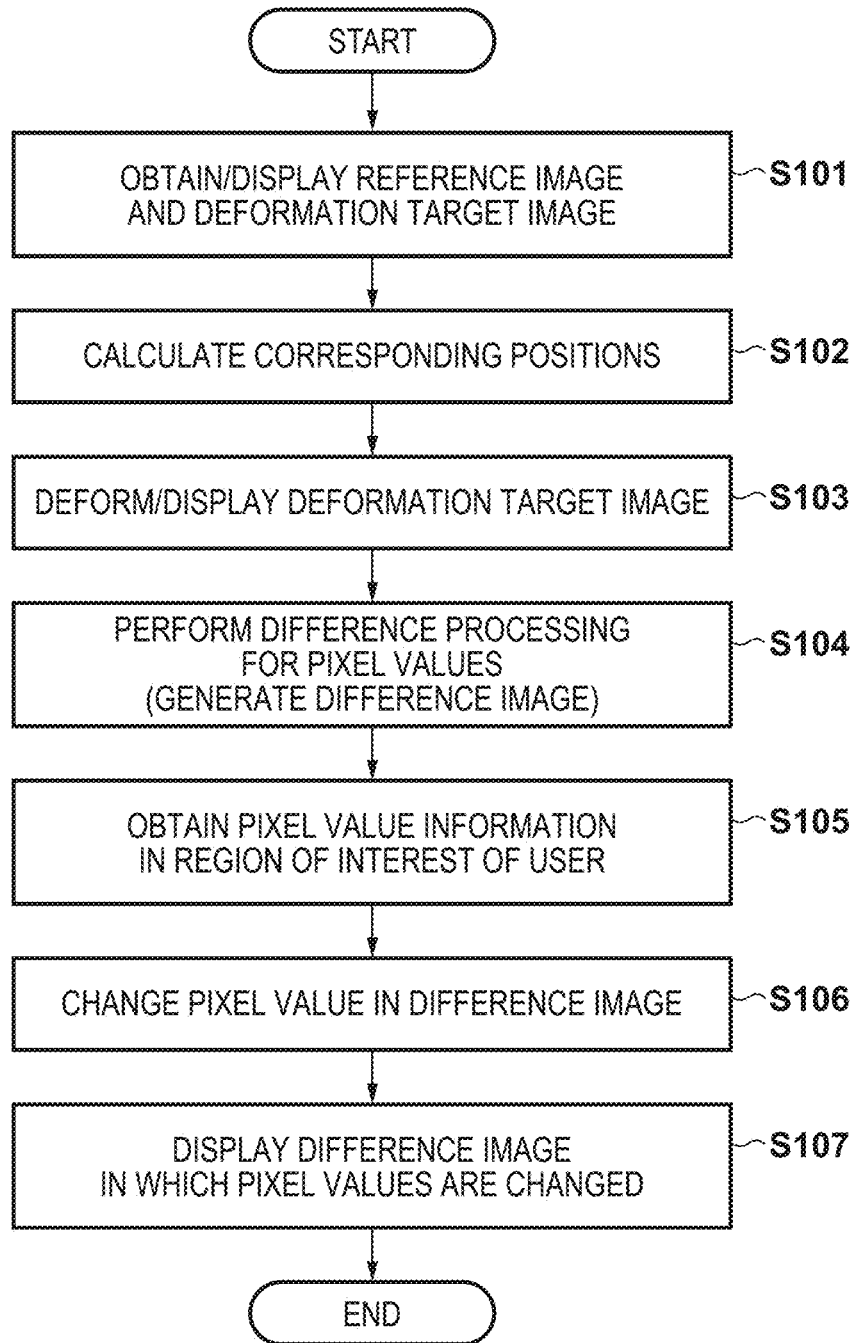 START
OBTAIN/DISPLAY REFERENCE IMAGE
AND DEFORMATION TARGET IMAGE
S101
CALCULATE CORRESPONDING POSITIONS
S102
DEFORM/DISPLAY DEFORMATION TARGET IMAGE
S103
PERFORM DIFFERENCE PROCESSING
FOR PIXEL VALUES
(GENERATE DIFFERENCE IMAGE)
S104
OBTAIN PIXEL VALUE INFORMATION
IN REGION OF INTEREST OF USER
S105
CHANGE PIXEL VALUE IN DIFFERENCE IMAGE
S106
DISPLAY DIFFERENCE IMAGE
IN WHICH PIXEL VALUES ARE CHANGED
S107
END